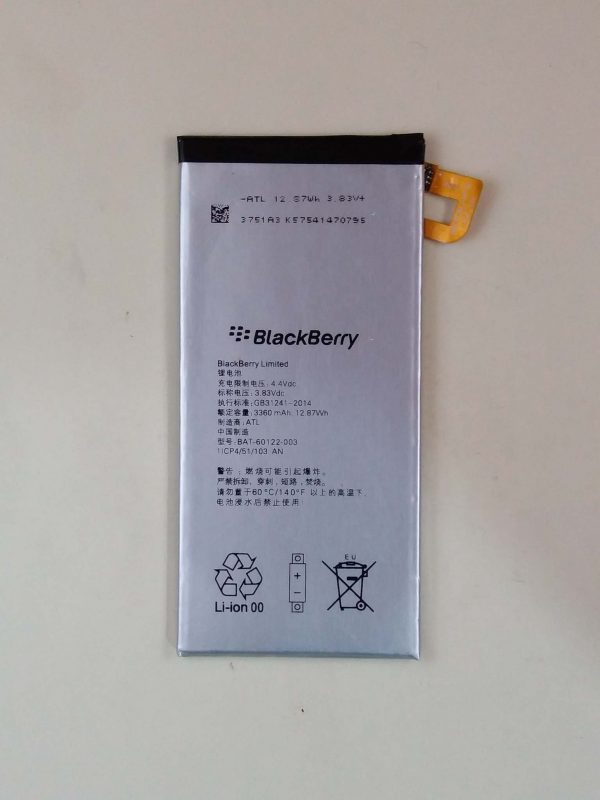 -ATL 12.87Wh 3.83V+
3751A3 K57541470795
BlackBerry
BlackBerry Limited
锂电池
充电限制电压: 4.4Vdc
标称电压: 3.83Vdc
执行标准: GB31241-2014
额定容量: 3360 mAh, 12.87Wh
制造商: ATL
中国制造
型号: BAT-60122-003
1ICP4/51/103 AN
警告: 燃烧可能引起爆炸。
严禁拆卸, 穿刺, 短路, 焚烧。
请勿置于60°C/140°F 以上的高温下,
电池浸水后禁止使用
EU
+
−
Li-ion 00